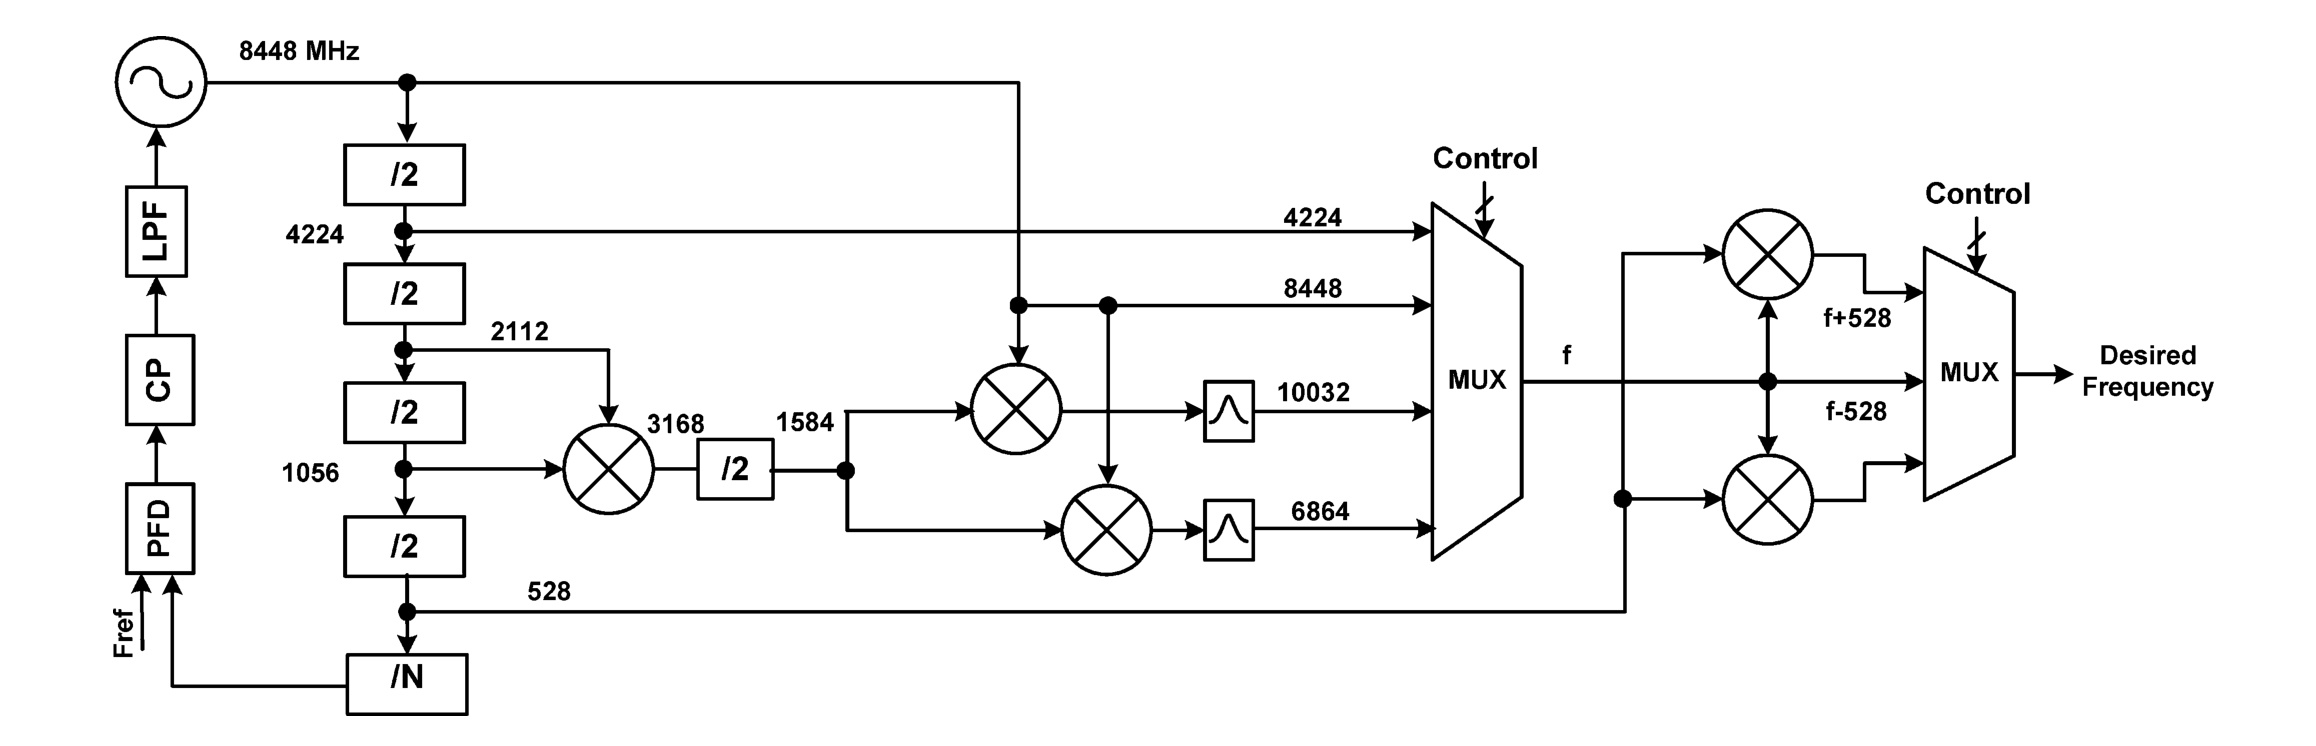 8448 MHz
/2
4224
/2
2112
/2
1056
3168
/2
1584
/2
528
/N
LPF
CP
PFD
Fref
4224
8448
10032
6864
Control
MUX
f
f+528
f-528
Control
MUX
Desired
Frequency